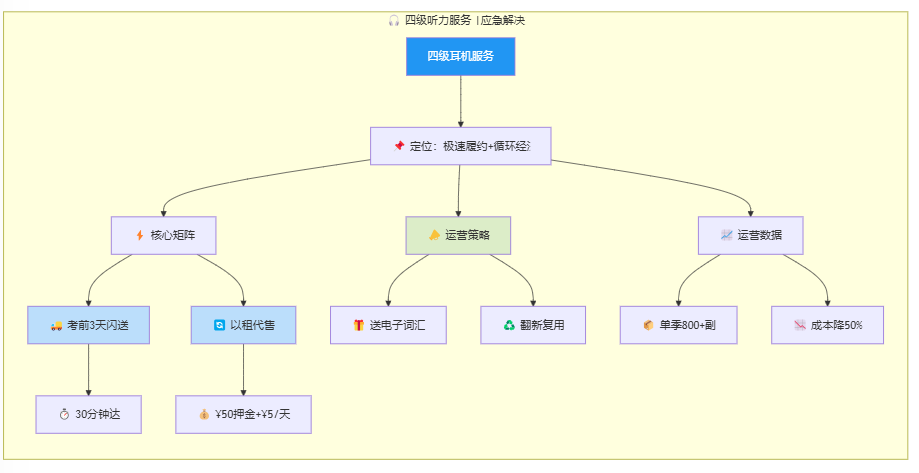 🎧 四级听力服务 | 应急解决
四级耳机服务
📌 定位：极速履约+循环经
⚡ 核心矩阵
📣 运营策略
📈 运营数据
🚚 考前3天闪送
🔄 以租代售
🎁 送电子词汇
♻️ 翻新复用
📦 单季800+副
📉 成本降50%
⏱️ 30分钟达
💰 ¥50押金+¥5/天